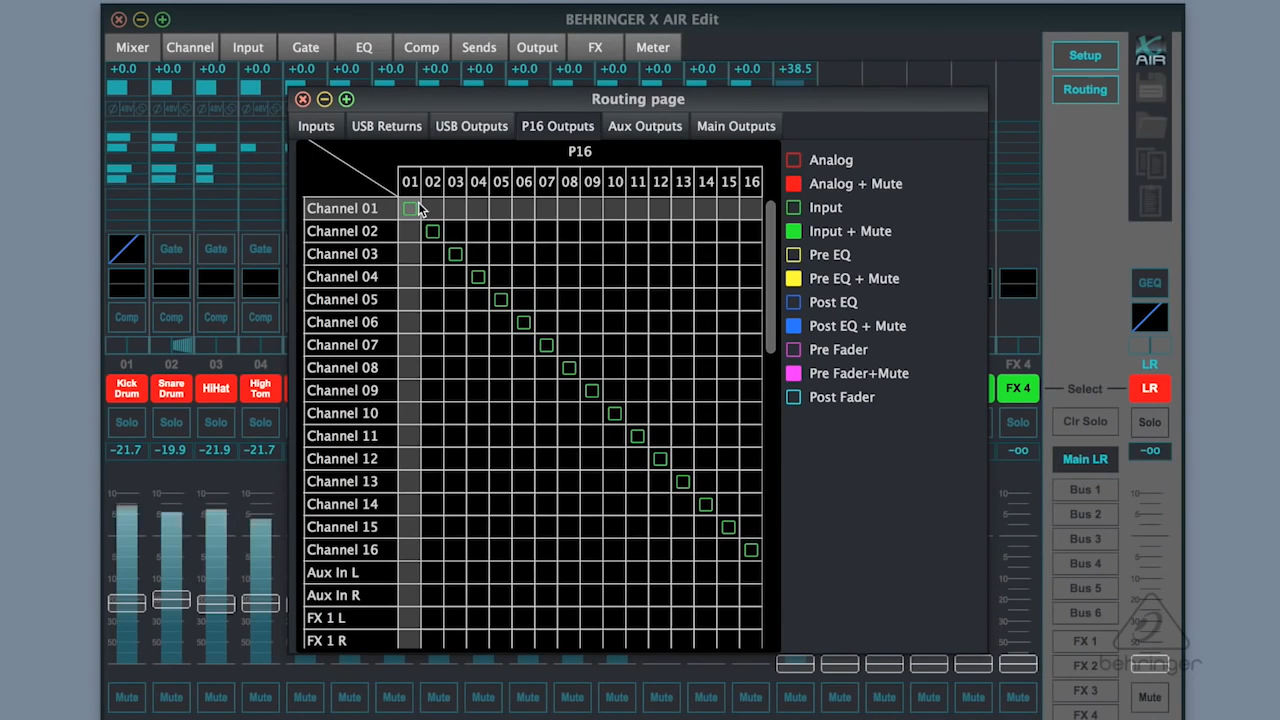 BEHRINGER X AIR Edit
Mixer Channel Input Gate EQ Comp Sends Output FX Meter
Setup
X AIR
Routing
+0.0 +0.0 +0.0 +0.0 +0.0 +0.0 +0.0 +0.0 +0.0 +0.0 +0.0 +0.0 +0.0 +0.0 +0.0 +38.5
Routing page
Inputs USB Returns USB Outputs P16 Outputs Aux Outputs Main Outputs
P16
01 02 03 04 05 06 07 08 09 10 11 12 13 14 15 16
Channel 01
Channel 02
Channel 03
Channel 04
Channel 05
Channel 06
Channel 07
Channel 08
Channel 09
Channel 10
Channel 11
Channel 12
Channel 13
Channel 14
Channel 15
Channel 16
Aux In L
Aux In R
FX 1 L
FX 1 R
Analog
Analog + Mute
Input
Input + Mute
Pre EQ
Pre EQ + Mute
Post EQ
Post EQ + Mute
Pre Fader
Pre Fader+Mute
Post Fader
48V 48V 48V 48V
Gate Gate Gate
Comp Comp Comp Comp
01 02 03 04
Kick Drum
Snare Drum
HiHat
High Tom
Solo Solo Solo Solo
-21.7 -19.9 -21.9 -21.7
FX 4
Solo
-oo
GEQ
LR
Select
LR
Clr Solo
Solo
-oo
Main LR
Bus 1
Bus 2
Bus 3
Bus 4
Bus 5
Bus 6
FX 1
FX 2
FX 3
FX 4
behringer
Mute Mute Mute Mute Mute Mute Mute Mute Mute Mute Mute Mute Mute Mute Mute Mute Mute Mute Mute Mute Mute Mute